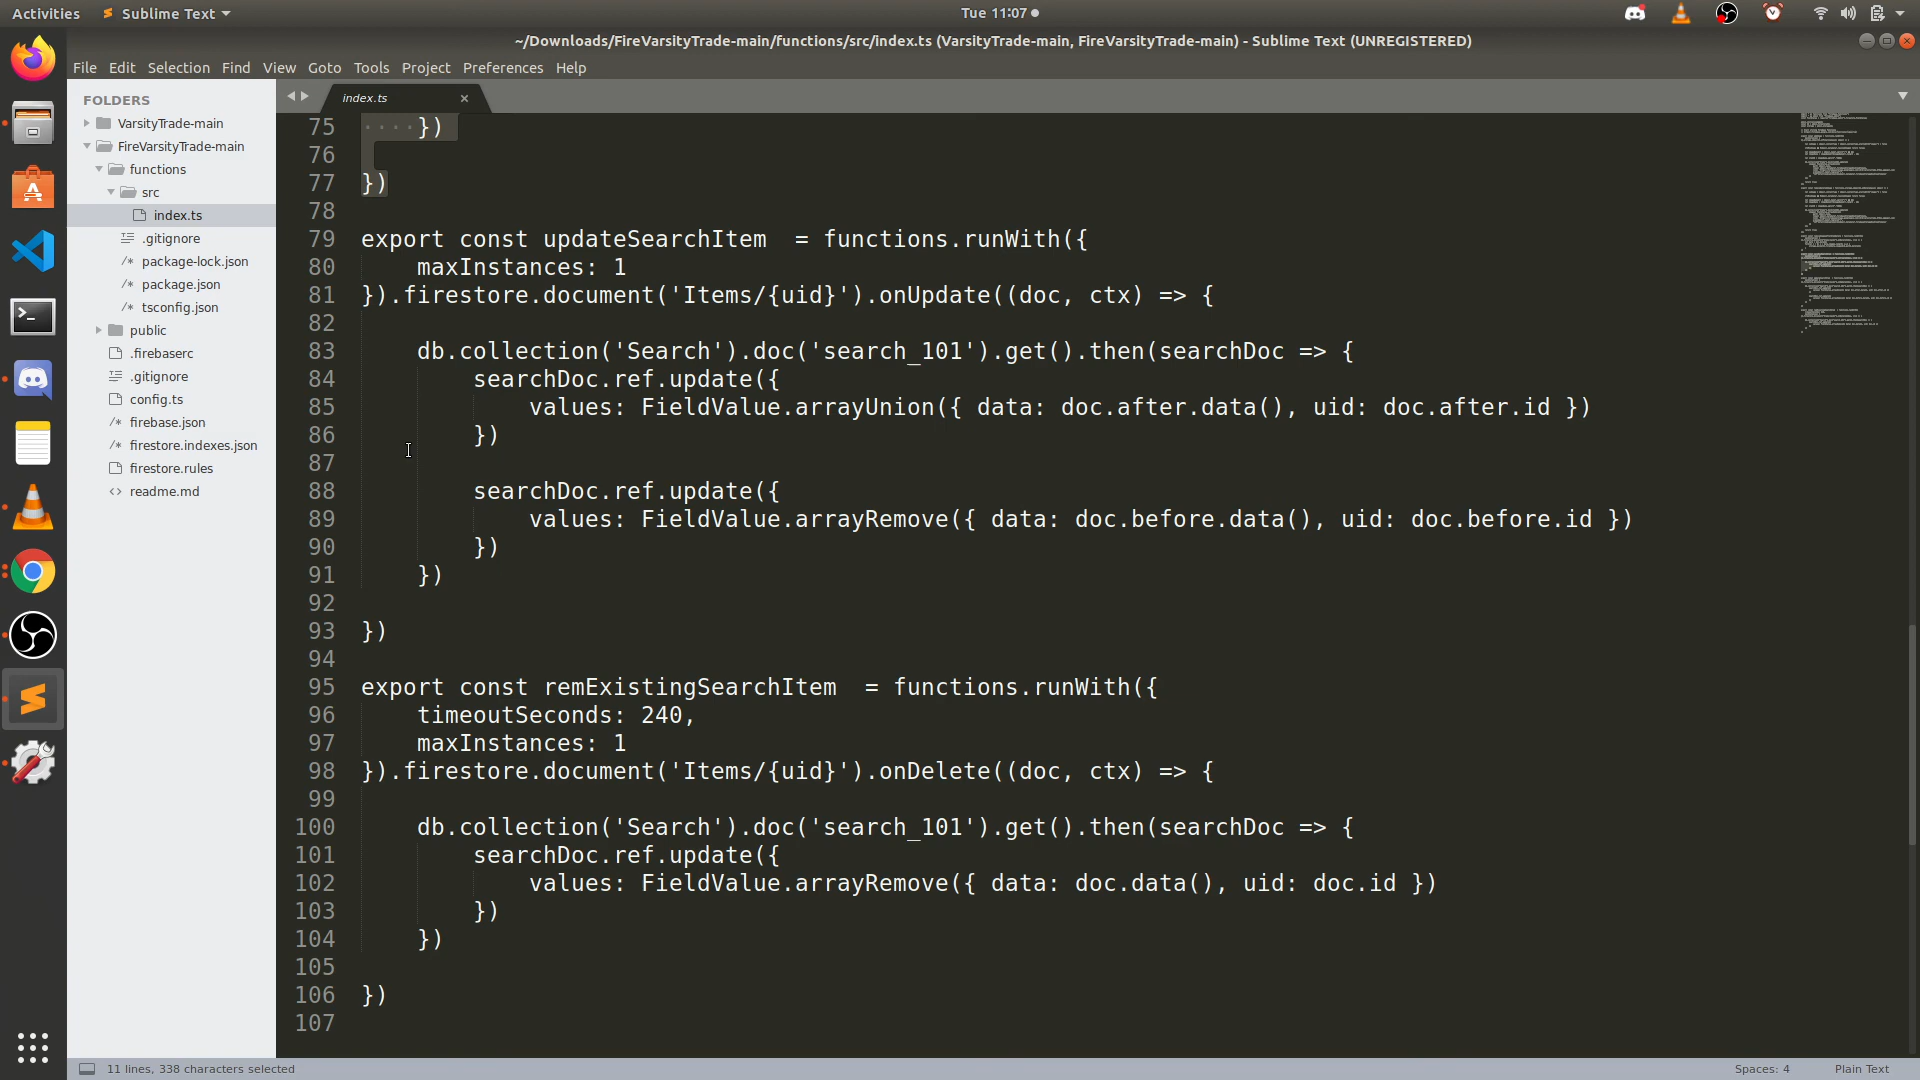 Activities Sublime Text Tue 11:07
~/Downloads/FireVarsityTrade-main/functions/src/index.ts (VarsityTrade-main, FireVarsityTrade-main) - Sublime Text (UNREGISTERED)
File Edit Selection Find View Goto Tools Project Preferences Help
FOLDERS
VarsityTrade-main
FireVarsityTrade-main
functions
src
index.ts
.gitignore
package-lock.json
package.json
tsconfig.json
public
.firebaserc
.gitignore
config.ts
firebase.json
firestore.indexes.json
firestore.rules
readme.md
index.ts
75 ····})
76
77 })
78
79 export const updateSearchItem  = functions.runWith({
80     maxInstances: 1
81 }).firestore.document('Items/{uid}').onUpdate((doc, ctx) => {
82
83     db.collection('Search').doc('search_101').get().then(searchDoc => {
84         searchDoc.ref.update({
85             values: FieldValue.arrayUnion({ data: doc.after.data(), uid: doc.after.id })
86         })
87
88         searchDoc.ref.update({
89             values: FieldValue.arrayRemove({ data: doc.before.data(), uid: doc.before.id })
90         })
91     })
92
93 })
94
95 export const remExistingSearchItem  = functions.runWith({
96     timeoutSeconds: 240,
97     maxInstances: 1
98 }).firestore.document('Items/{uid}').onDelete((doc, ctx) => {
99
100     db.collection('Search').doc('search_101').get().then(searchDoc => {
101         searchDoc.ref.update({
102             values: FieldValue.arrayRemove({ data: doc.data(), uid: doc.id })
103         })
104     })
105
106 })
107
11 lines, 338 characters selected Spaces: 4 Plain Text